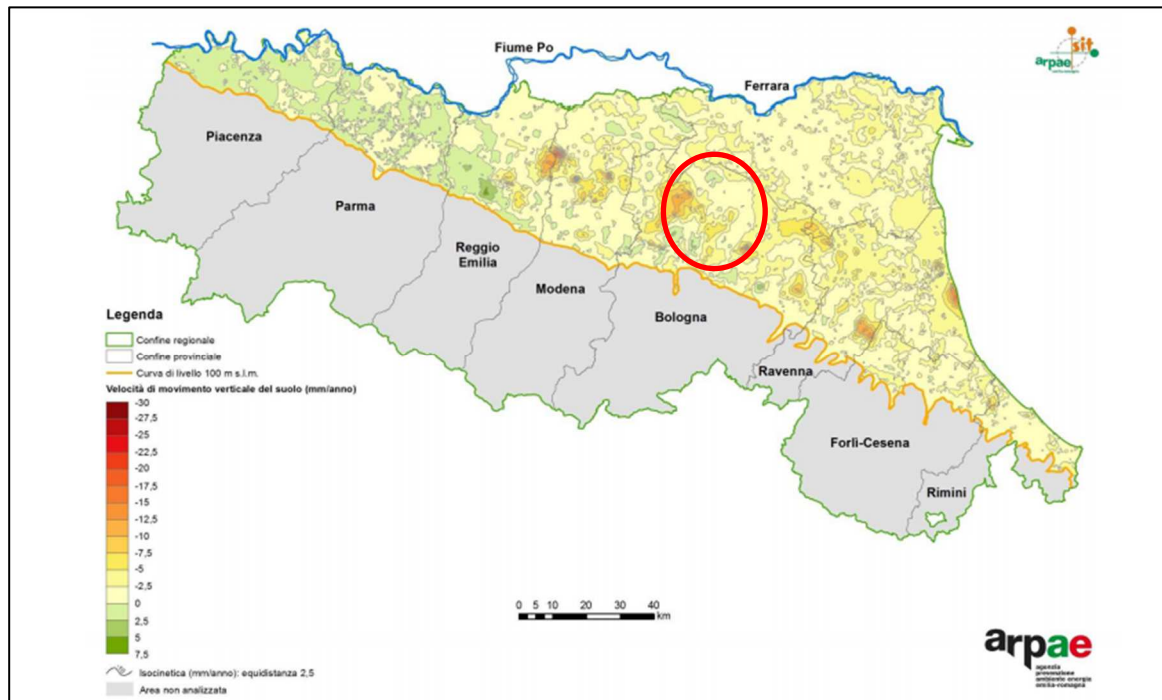 Fiume Po
sit
arpae
emilia-romagna
Ferrara
Piacenza
Parma
Reggio
Emilia
Modena
Bologna
Ravenna
Forlì-Cesena
Rimini
Legenda
Confine regionale
Confine provinciale
Curva di livello 100 m s.l.m.
Velocità di movimento verticale del suolo (mm/anno)
-30
-27,5
-25
-22,5
-20
-17,5
-15
-12,5
-10
-7,5
-5
-2,5
0
2,5
5
7,5
Isocinetica (mm/anno): equidistanza 2,5
Area non analizzata
0 5 10 20 30 40
km
arpae
agenzia
prevenzione
ambiente energia
emilia-romagna